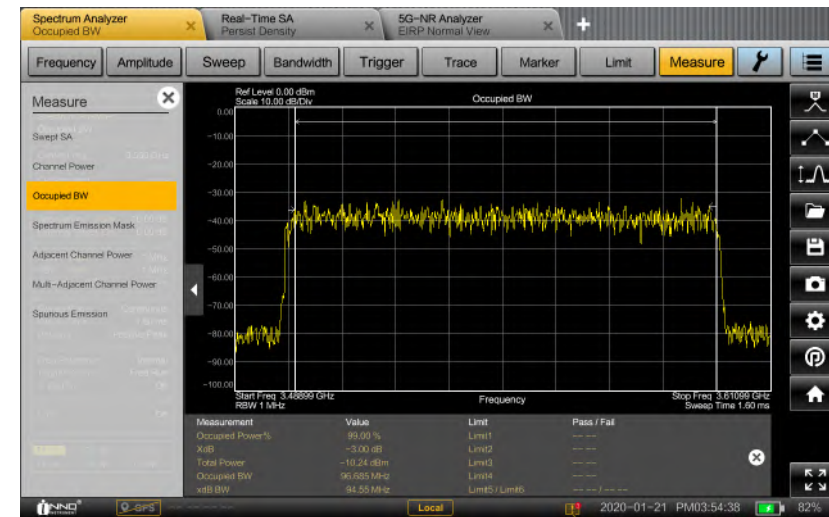 Spectrum Analyzer
Occupied BW
Real-Time SA
Persist Density
5G-NR Analyzer
EIRP Normal View
Frequency Amplitude Sweep Bandwidth Trigger Trace Marker Limit Measure
Measure
Swept SA
Channel Power
Occupied BW
Spectrum Emission Mask
Adjacent Channel Power
Multi-Adjacent Channel Power
Spurious Emission
Ref Level 0.00 dBm
Scale 10.00 dB/Div
Occupied BW
0.00
-10.00
-20.00
-30.00
-40.00
-50.00
-60.00
-70.00
-80.00
-90.00
-100.00
Start Freq 3.48899 GHz
RBW 1 MHz
Frequency
Stop Freq 3.61099 GHz
Sweep Time 1.60 ms
Measurement Value Limit Pass / Fail
Occupied Power% 99.00 % Limit1 -- --
XdB -3.00 dB Limit2 -- --
Total Power -10.24 dBm Limit3 -- --
Occupied BW 96.685 MHz Limit4 -- --
xdB BW 94.55 MHz Limit5 / Limit6 -- -- / -- --
INNO
INSTRUMENT
GPS
Local
2020-01-21 PM03:54:38
82%